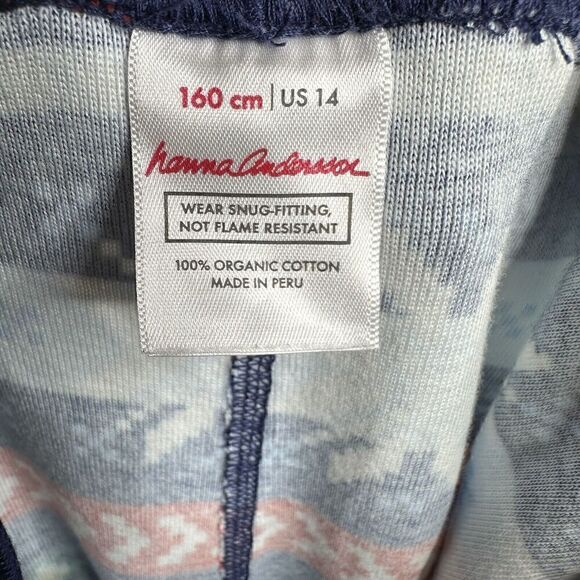 160 cm | US 14
hanna Andersson
WEAR SNUG-FITTING,
NOT FLAME RESISTANT
100% ORGANIC COTTON
MADE IN PERU